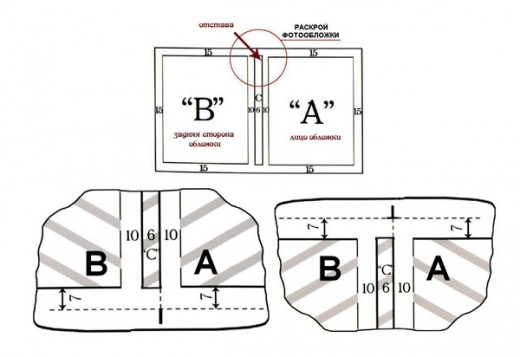 отстава
РАСКРОЙ
ФОТООБЛОЖКИ
15 15
"В" "А"
С
15 10 6 10 15
задняя сторона
обложки
лицо обложки
15 15
10 6 10
"С"
В А
7 7
7 7
В "С" А
10 6 10